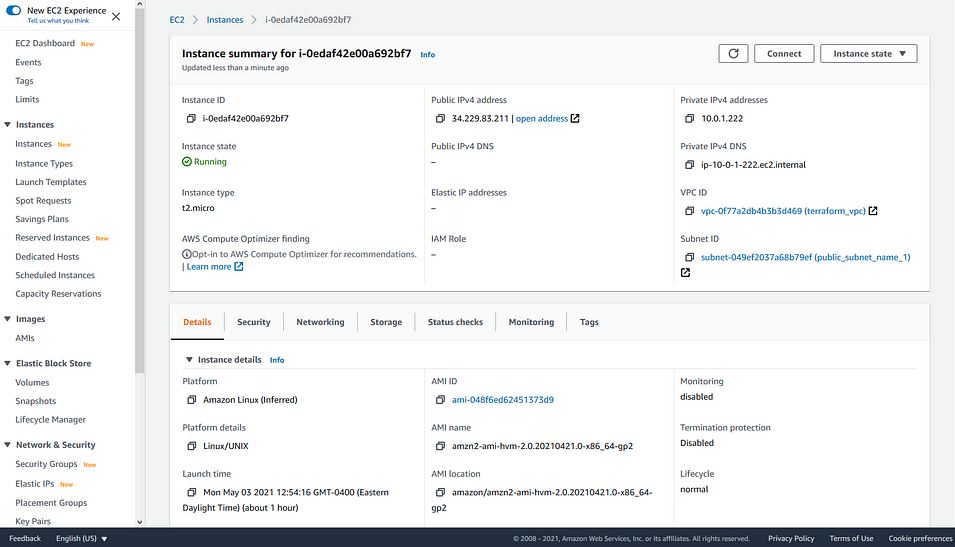 New EC2 Experience
Tell us what you think
EC2 Dashboard New
Events
Tags
Limits
Instances
Instances New
Instance Types
Launch Templates
Spot Requests
Savings Plans
Reserved Instances New
Dedicated Hosts
Scheduled Instances
Capacity Reservations
Images
AMIs
Elastic Block Store
Volumes
Snapshots
Lifecycle Manager
Network & Security
Security Groups New
Elastic IPs New
Placement Groups
Key Pairs
EC2 > Instances > i-0edaf42e00a692bf7
Instance summary for i-0edaf42e00a692bf7 Info
Updated less than a minute ago
Connect
Instance state
Instance ID
i-0edaf42e00a692bf7
Public IPv4 address
34.229.83.211 | open address
Private IPv4 addresses
10.0.1.222
Instance state
Running
Public IPv4 DNS
–
Private IPv4 DNS
ip-10-0-1-222.ec2.internal
Instance type
t2.micro
Elastic IP addresses
–
VPC ID
vpc-0f77a2db4b3b3d469 (terraform_vpc)
AWS Compute Optimizer finding
Opt-in to AWS Compute Optimizer for recommendations.
| Learn more
IAM Role
–
Subnet ID
subnet-049ef2037a68b79ef (public_subnet_name_1)
Details
Security
Networking
Storage
Status checks
Monitoring
Tags
Instance details Info
Platform
Amazon Linux (Inferred)
AMI ID
ami-048f6ed62451373d9
Monitoring
disabled
Platform details
Linux/UNIX
AMI name
amzn2-ami-hvm-2.0.20210421.0-x86_64-gp2
Termination protection
Disabled
Launch time
Mon May 03 2021 12:54:16 GMT-0400 (Eastern
Daylight Time) (about 1 hour)
AMI location
amazon/amzn2-ami-hvm-2.0.20210421.0-x86_64-
gp2
Lifecycle
normal
Feedback
English (US)
© 2008 - 2021, Amazon Web Services, Inc. or its affiliates. All rights reserved.
Privacy Policy
Terms of Use
Cookie preferences